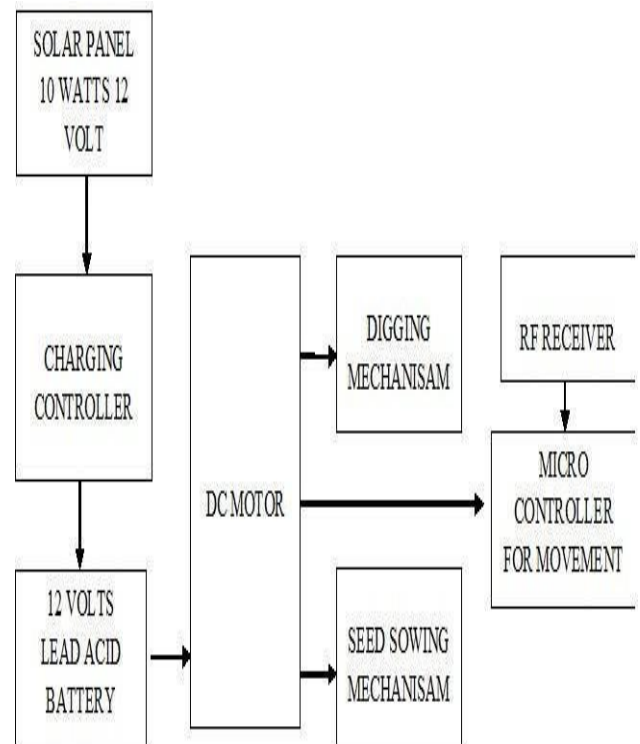 SOLAR PANEL
10 WATTS 12
VOLT
CHARGING
CONTROLLER
12 VOLTS
LEAD ACID
BATTERY
DC MOTOR
DIGGING
MECHANISAM
SEED SOWING
MECHANISAM
RF RECEIVER
MICRO
CONTROLLER
FOR MOVEMENT